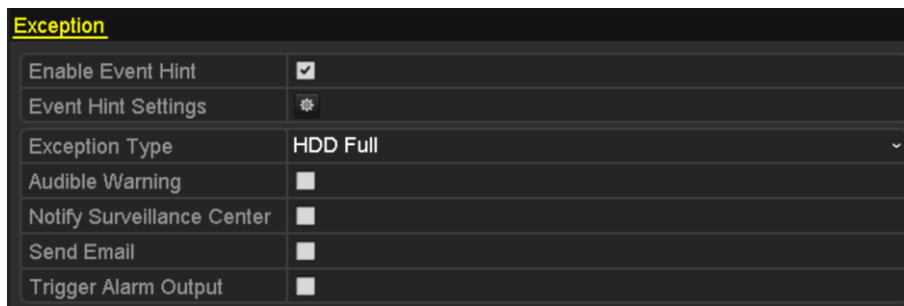 Exception
Enable Event Hint
Event Hint Settings
Exception Type HDD Full
Audible Warning
Notify Surveillance Center
Send Email
Trigger Alarm Output